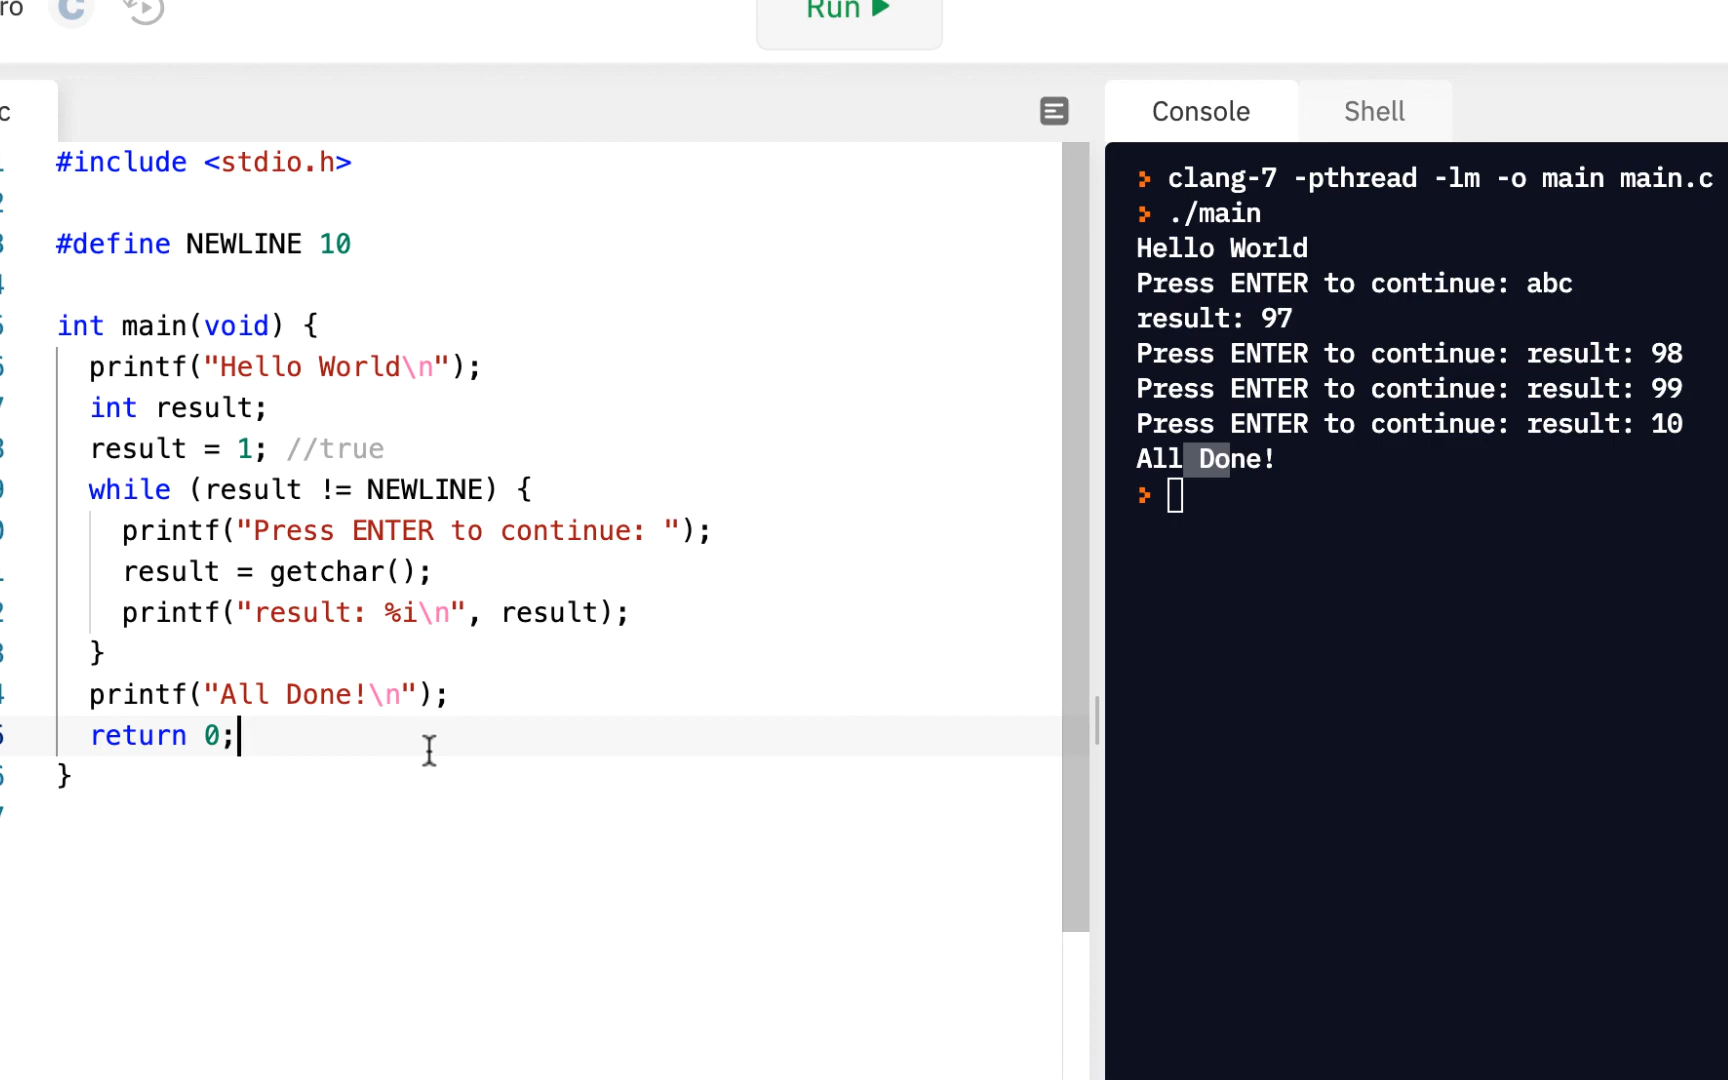 ro C Run
c Console Shell
#include <stdio.h>
#define NEWLINE 10
int main(void) {
printf("Hello World\n");
int result;
result = 1; //true
while (result != NEWLINE) {
printf("Press ENTER to continue: ");
result = getchar();
printf("result: %i\n", result);
}
printf("All Done!\n");
return 0;
}
clang-7 -pthread -lm -o main main.c
./main
Hello World
Press ENTER to continue: abc
result: 97
Press ENTER to continue: result: 98
Press ENTER to continue: result: 99
Press ENTER to continue: result: 10
All Done!